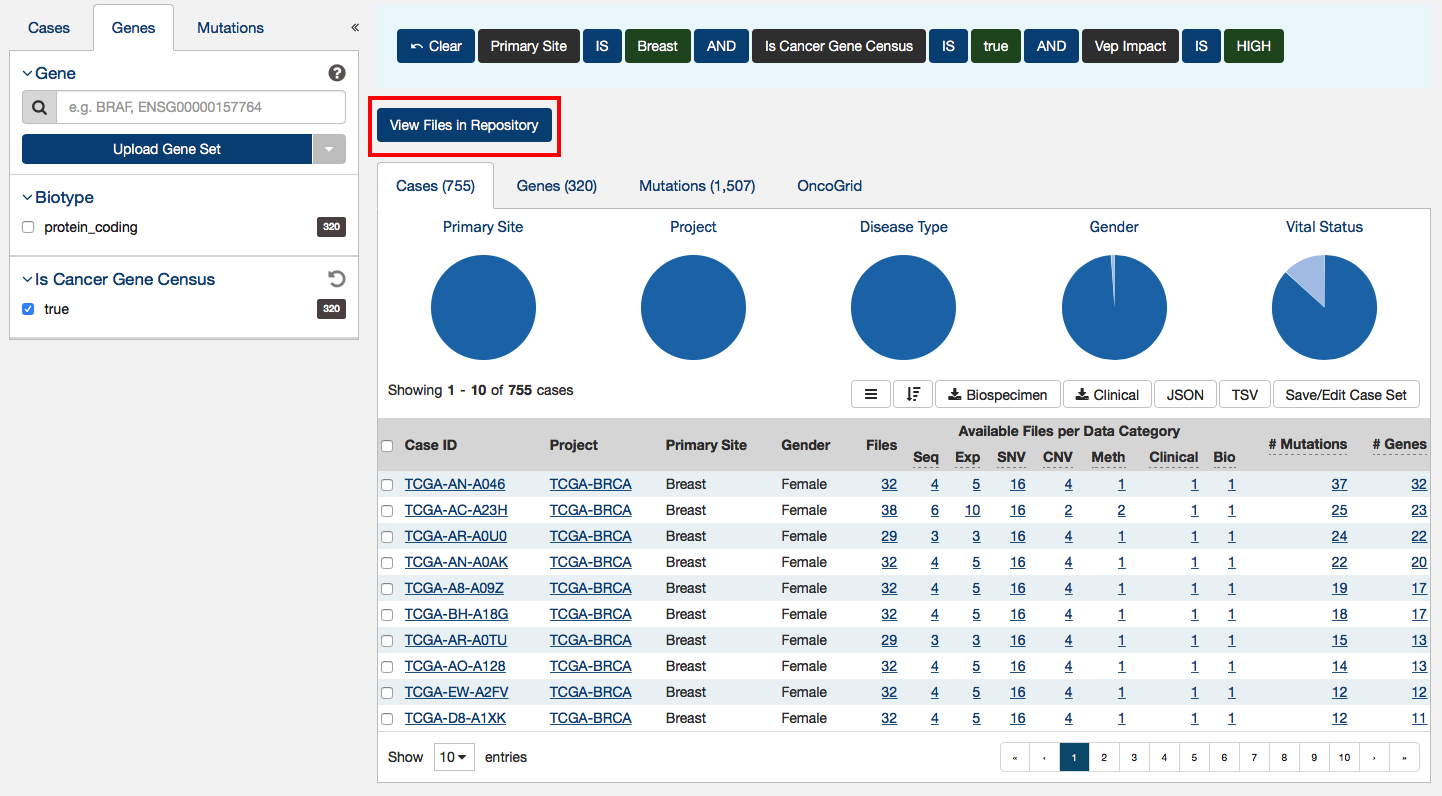 Cases Genes Mutations «
Gene ?
e.g. BRAF, ENSG00000157764
Upload Gene Set
Biotype
protein_coding 320
Is Cancer Gene Census
true 320
Clear Primary Site IS Breast AND Is Cancer Gene Census IS true AND Vep Impact IS HIGH
View Files in Repository
Cases (755) Genes (320) Mutations (1,507) OncoGrid
Primary Site Project Disease Type Gender Vital Status
Showing 1 - 10 of 755 cases
Biospecimen Clinical JSON TSV Save/Edit Case Set
Available Files per Data Category
Case ID Project Primary Site Gender Files Seq Exp SNV CNV Meth Clinical Bio # Mutations # Genes
TCGA-AN-A046 TCGA-BRCA Breast Female 32 4 5 16 4 1 1 1 37 32
TCGA-AC-A23H TCGA-BRCA Breast Female 38 6 10 16 2 2 1 1 25 23
TCGA-AR-A0U0 TCGA-BRCA Breast Female 29 3 3 16 4 1 1 1 24 22
TCGA-AN-A0AK TCGA-BRCA Breast Female 32 4 5 16 4 1 1 1 22 20
TCGA-A8-A09Z TCGA-BRCA Breast Female 32 4 5 16 4 1 1 1 19 17
TCGA-BH-A18G TCGA-BRCA Breast Female 32 4 5 16 4 1 1 1 18 17
TCGA-AR-A0TU TCGA-BRCA Breast Female 29 3 3 16 4 1 1 1 15 13
TCGA-AO-A128 TCGA-BRCA Breast Female 32 4 5 16 4 1 1 1 14 13
TCGA-EW-A2FV TCGA-BRCA Breast Female 32 4 5 16 4 1 1 1 12 12
TCGA-D8-A1XK TCGA-BRCA Breast Female 32 4 5 16 4 1 1 1 12 11
Show 10 entries
« ‹ 1 2 3 4 5 6 7 8 9 10 › »